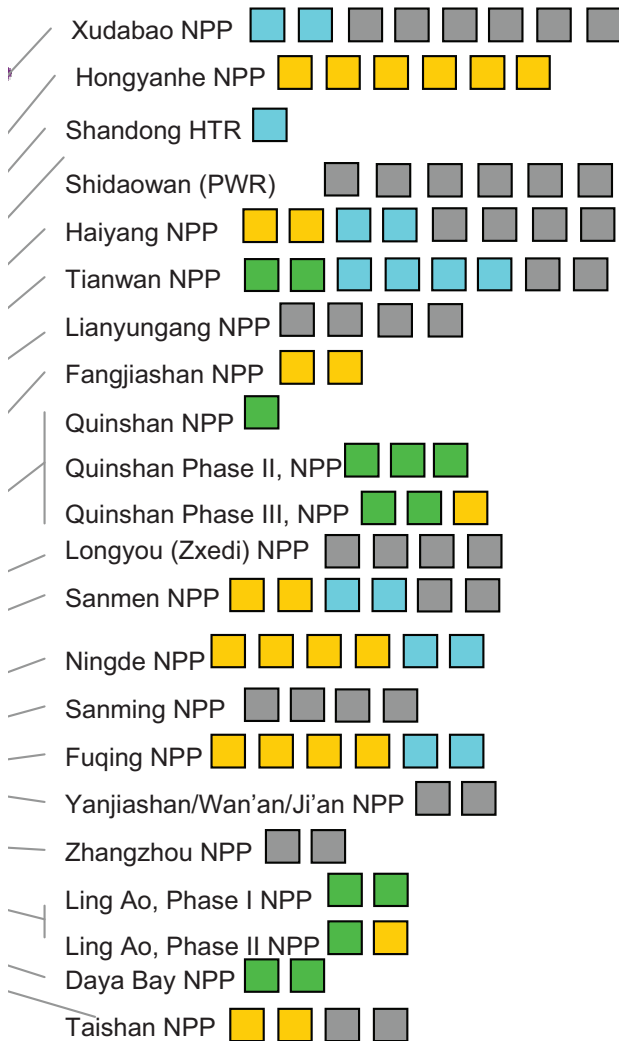 Xudabao NPP
Hongyanhe NPP
Shandong HTR
Shidaowan (PWR)
Haiyang NPP
Tianwan NPP
Lianyungang NPP
Fangjiashan NPP
Quinshan NPP
Quinshan Phase II, NPP
Quinshan Phase III, NPP
Longyou (Zxedi) NPP
Sanmen NPP
Ningde NPP
Sanming NPP
Fuqing NPP
Yanjiashan/Wan'an/Ji'an NPP
Zhangzhou NPP
Ling Ao, Phase I NPP
Ling Ao, Phase II NPP
Daya Bay NPP
Taishan NPP